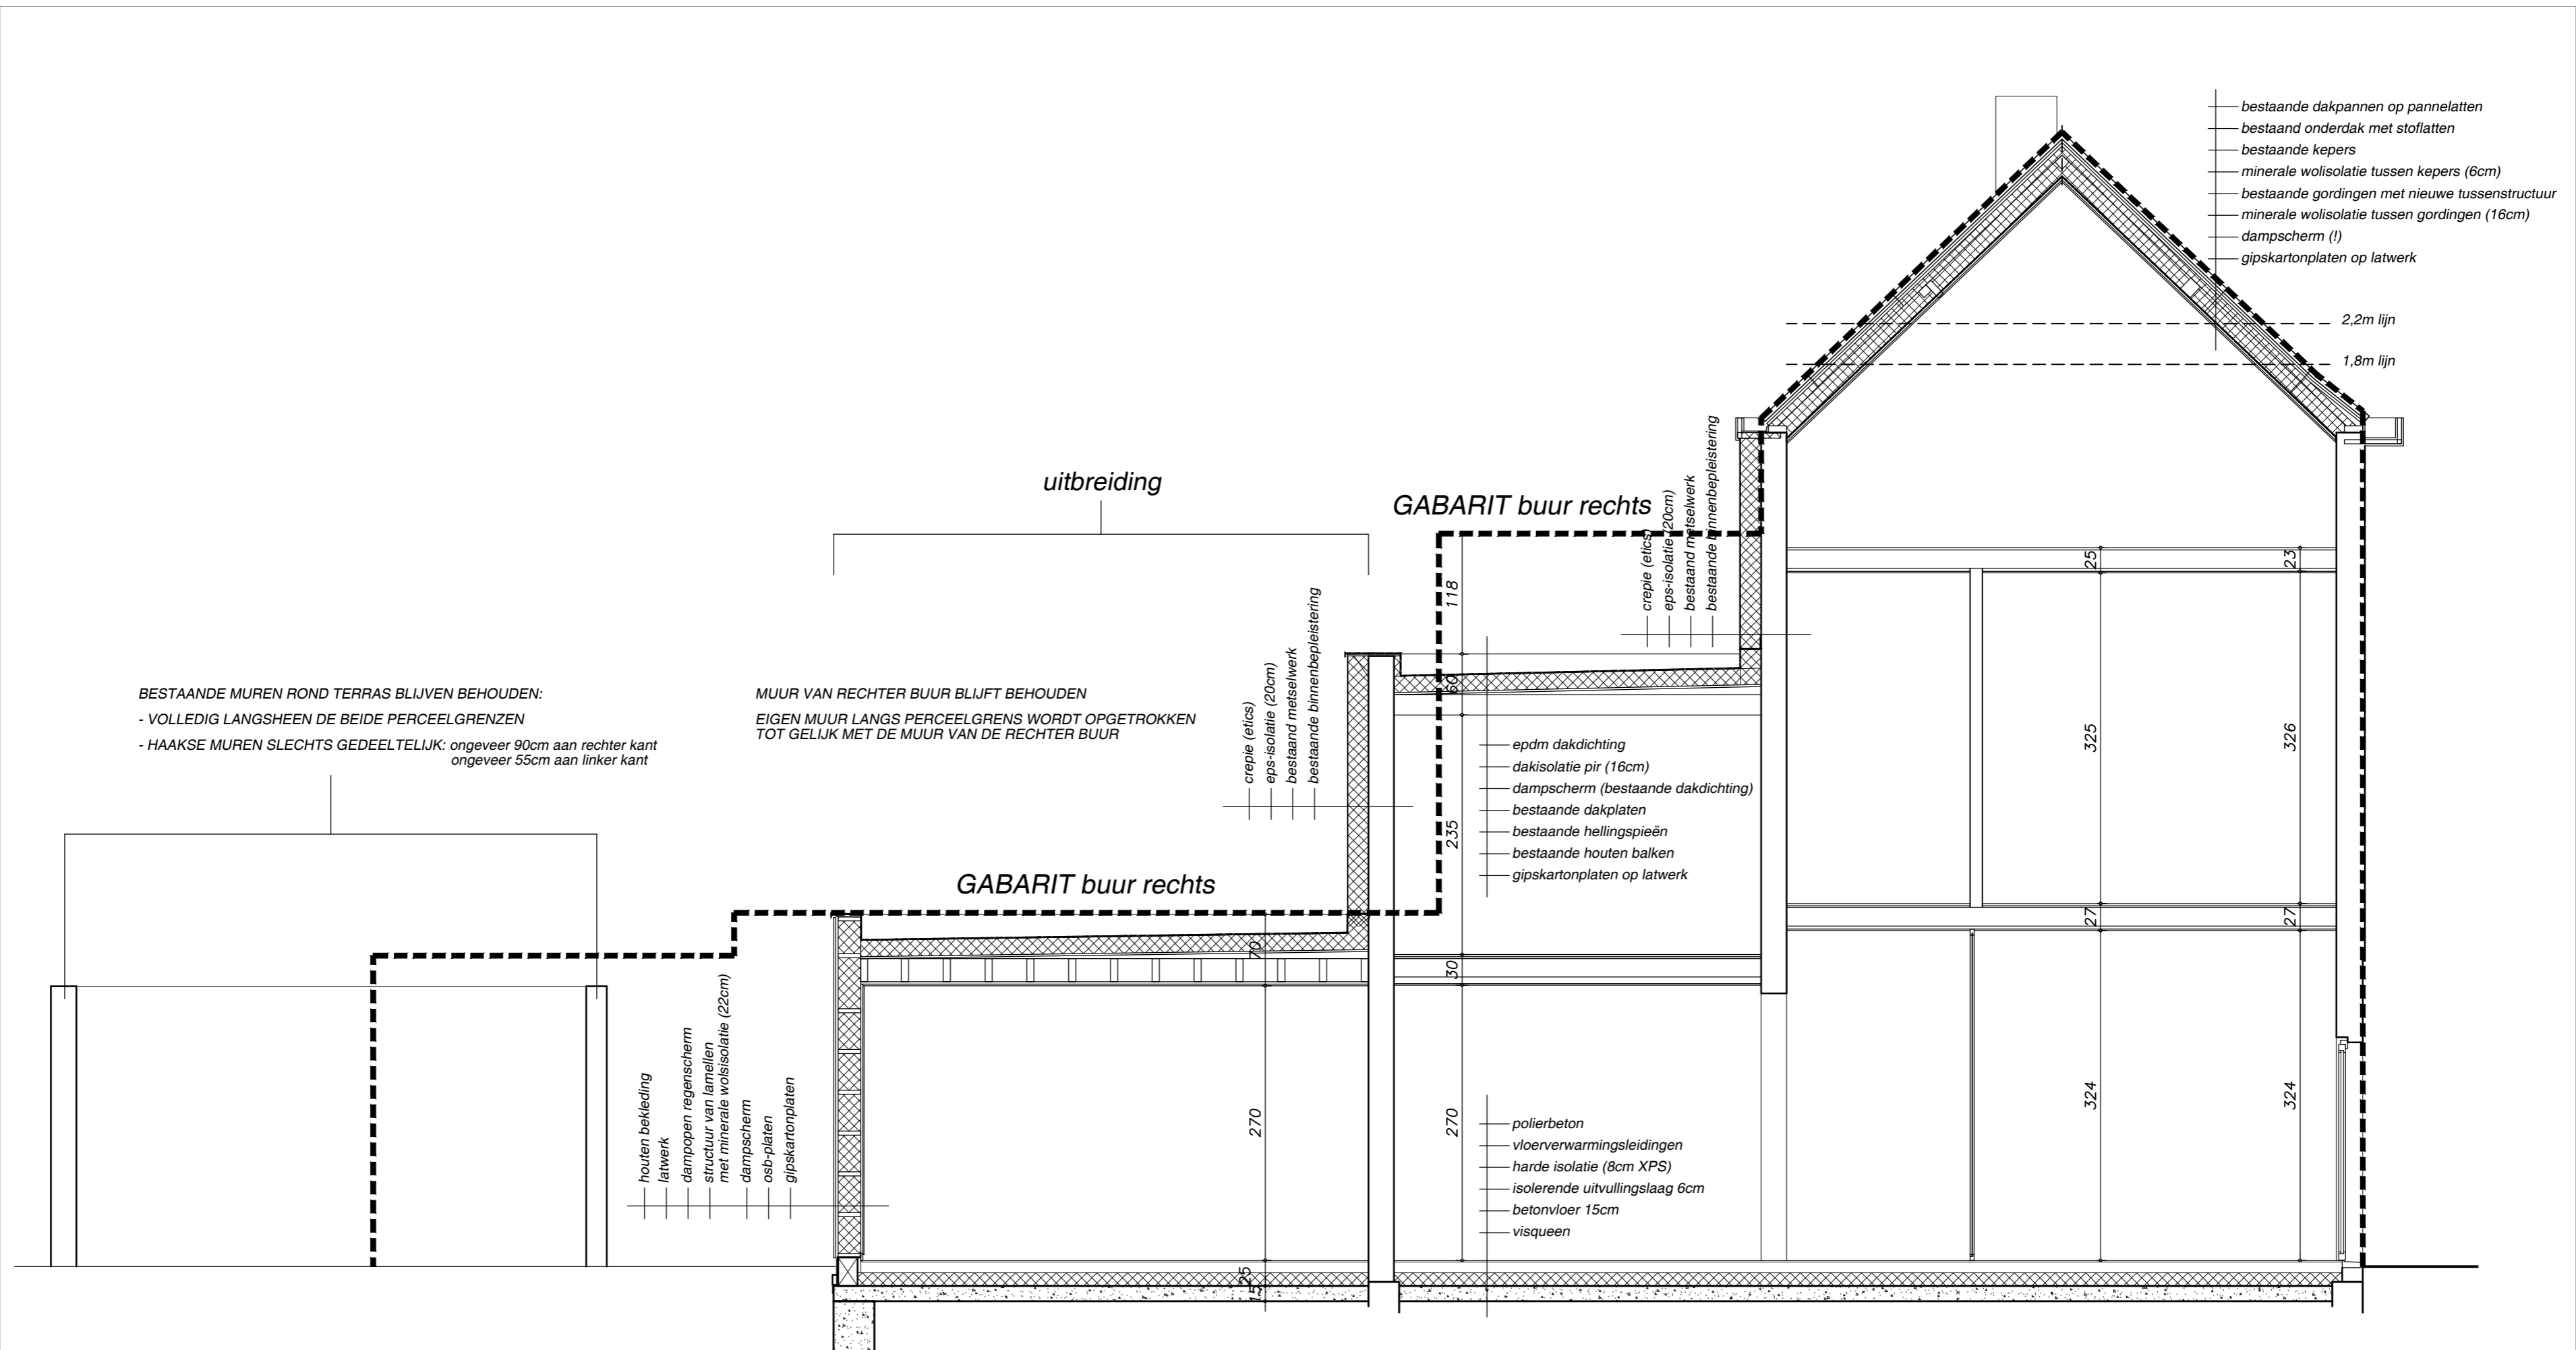 bestaande dakpannen op pannelatten
bestaand onderdak met stoflatten
bestaande kepers
minerale wolisolatie tussen kepers (6cm)
bestaande gordingen met nieuwe tussenstructuur
minerale wolisolatie tussen gordingen (16cm)
dampscherm (!)
gipskartonplaten op latwerk
2,2m lijn
1,8m lijn
uitbreiding
GABARIT buur rechts
crepie (etics)
eps-isolatie (20cm)
bestaand metselwerk
bestaande binnenbepleistering
25
23
118
crepie (etics)
eps-isolatie (20cm)
bestaand metselwerk
bestaande binnenbepleistering
BESTAANDE MUREN ROND TERRAS BLIJVEN BEHOUDEN:
- VOLLEDIG LANGSHEEN DE BEIDE PERCEELGRENZEN
- HAAKSE MUREN SLECHTS GEDEELTELIJK: ongeveer 90cm aan rechter kant
ongeveer 55cm aan linker kant
MUUR VAN RECHTER BUUR BLIJFT BEHOUDEN
EIGEN MUUR LANGS PERCEELGRENS WORDT OPGETROKKEN
TOT GELIJK MET DE MUUR VAN DE RECHTER BUUR
60
325
326
235
epdm dakdichting
dakisolatie pir (16cm)
dampscherm (bestaande dakdichting)
bestaande dakplaten
bestaande hellingspieën
bestaande houten balken
gipskartonplaten op latwerk
GABARIT buur rechts
27
27
70
30
houten bekleding
latwerk
dampopen regenscherm
structuur van lamellen
met minerale wolsisolatie (22cm)
dampscherm
osb-platen
gipskartonplaten
270
270
324
324
polierbeton
vloerverwarmingsleidingen
harde isolatie (8cm XPS)
isolerende uitvullingslaag 6cm
betonvloer 15cm
visqueen
25
15